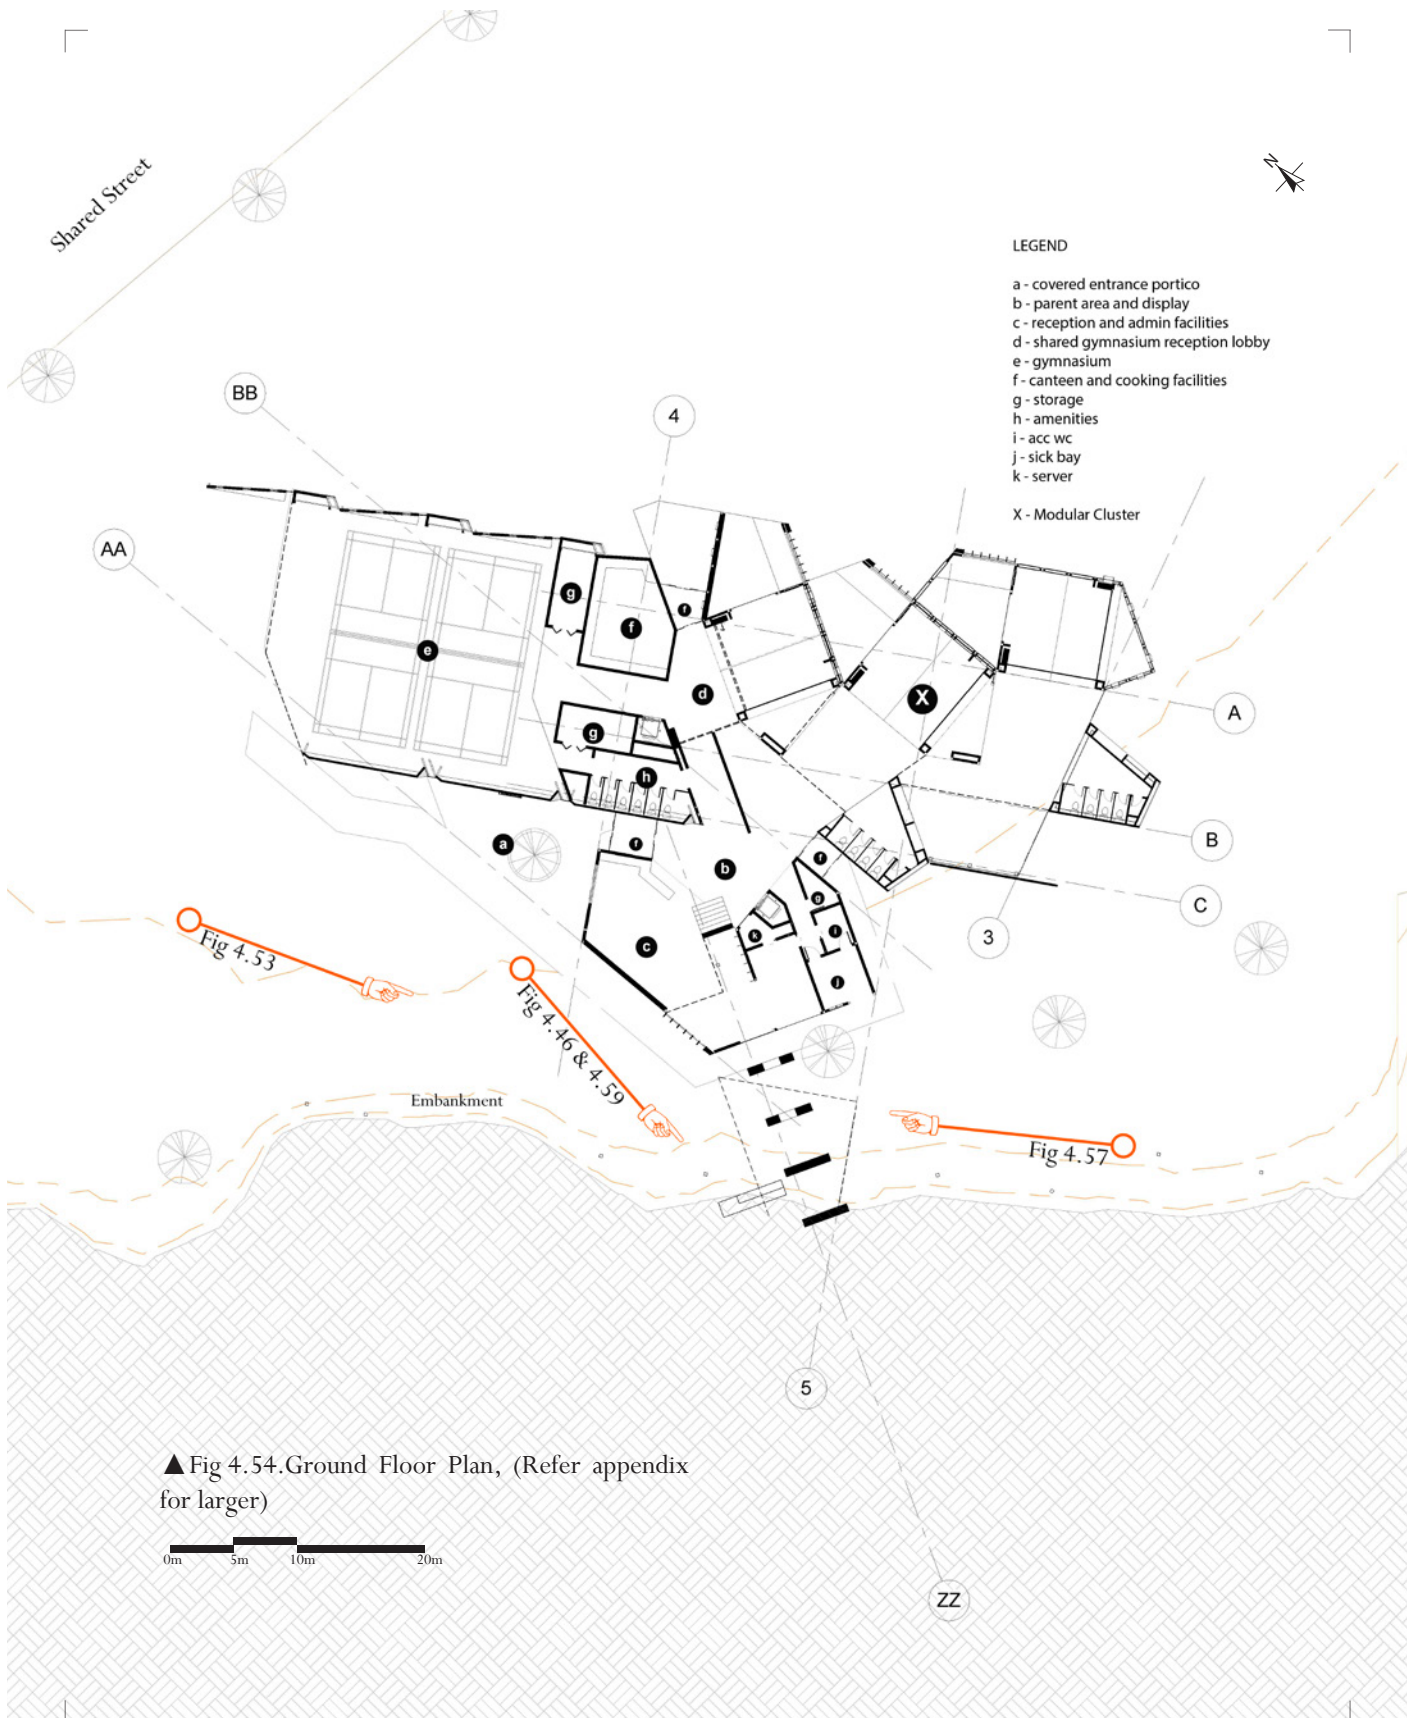 Shared Street
N
LEGEND
a - covered entrance portico
b - parent area and display
c - reception and admin facilities
d - shared gymnasium reception lobby
e - gymnasium
f - canteen and cooking facilities
g - storage
h - amenities
i - acc wc
j - sick bay
k - server
X - Modular Cluster
BB
4
AA
g
f
f
e
X
d
A
g
h
B
a
f
b
f
g
C
3
k
c
j
Fig 4.53
Fig 4.46 & 4.59
Embankment
Fig 4.57
5
▲Fig 4.54.Ground Floor Plan, (Refer appendix
for larger)
0m 5m 10m 20m
ZZ